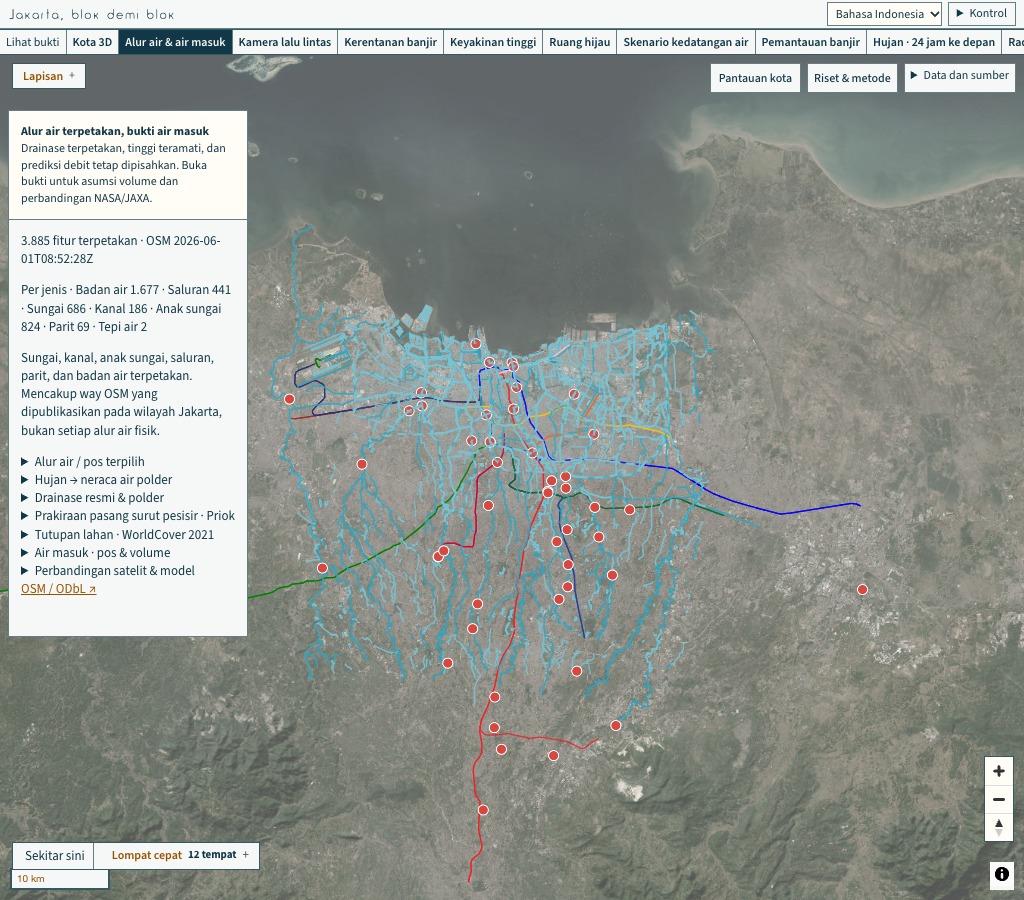 Jakarta, blok demi blok
Bahasa Indonesia
▶ Kontrol
Lihat bukti
Kota 3D
Alur air & air masuk
Kamera lalu lintas
Kerentanan banjir
Keyakinan tinggi
Ruang hijau
Skenario kedatangan air
Pemantauan banjir
Hujan · 24 jam ke depan
Lapisan +
Pantauan kota
Riset & metode
▶ Data dan sumber
Alur air terpetakan, bukti air masuk
Drainase terpetakan, tinggi teramati, dan
prediksi debit tetap dipisahkan. Buka
bukti untuk asumsi volume dan
perbandingan NASA/JAXA.
3.885 fitur terpetakan · OSM 2026-06-
01T08:52:28Z
Per jenis · Badan air 1.677 · Saluran 441
· Sungai 686 · Kanal 186 · Anak sungai
824 · Parit 69 · Tepi air 2
Sungai, kanal, anak sungai, saluran,
parit, dan badan air terpetakan.
Mencakup way OSM yang
dipublikasikan pada wilayah Jakarta,
bukan setiap alur air fisik.
▶ Alur air / pos terpilih
▶ Hujan → neraca air polder
▶ Drainase resmi & polder
▶ Prakiraan pasang surut pesisir · Priok
▶ Tutupan lahan · WorldCover 2021
▶ Air masuk · pos & volume
▶ Perbandingan satelit & model
OSM / ODbL ↗
Sekitar sini
Lompat cepat 12 tempat +
10 km